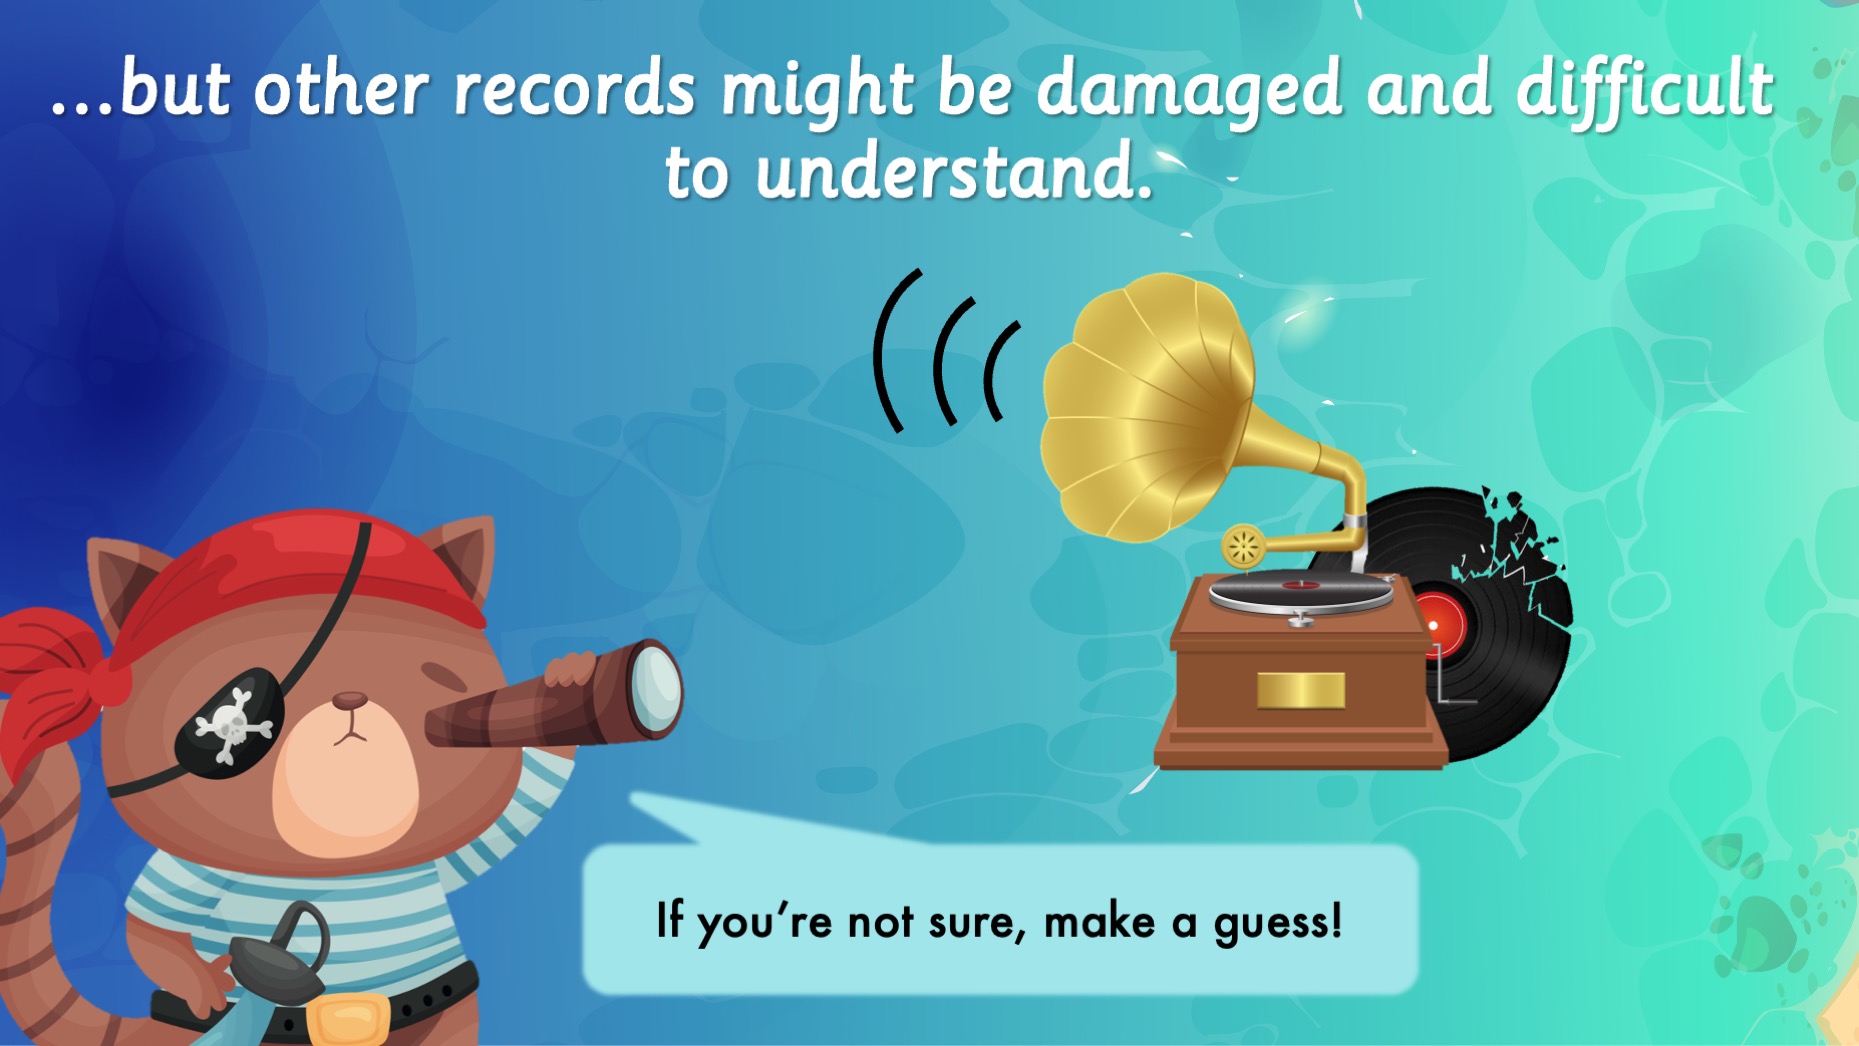 ...but other records might be damaged and difficult
to understand.
If you're not sure, make a guess!